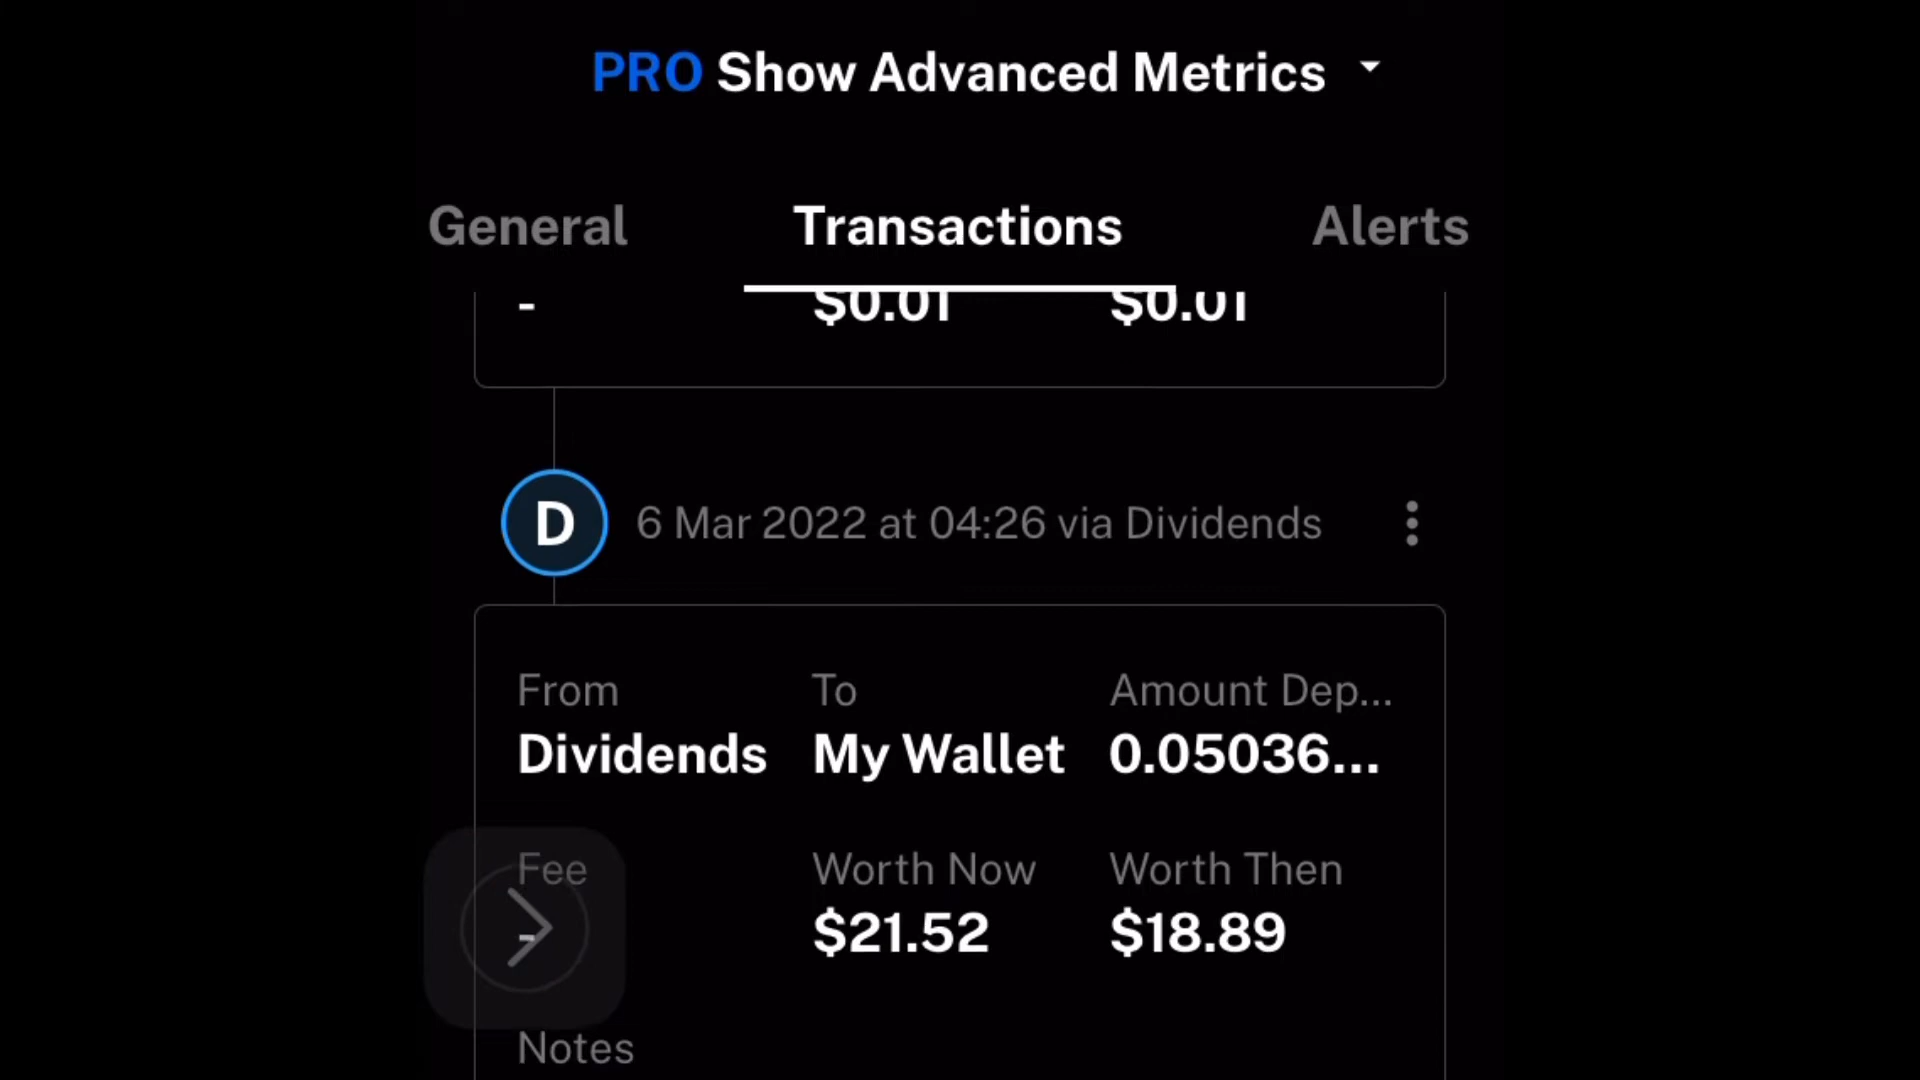 PRO Show Advanced Metrics
General Transactions Alerts
- $0.01 $0.01
D 6 Mar 2022 at 04:26 via Dividends
From To Amount Dep...
Dividends My Wallet 0.05036...
Fee Worth Now Worth Then
- $21.52 $18.89
Notes